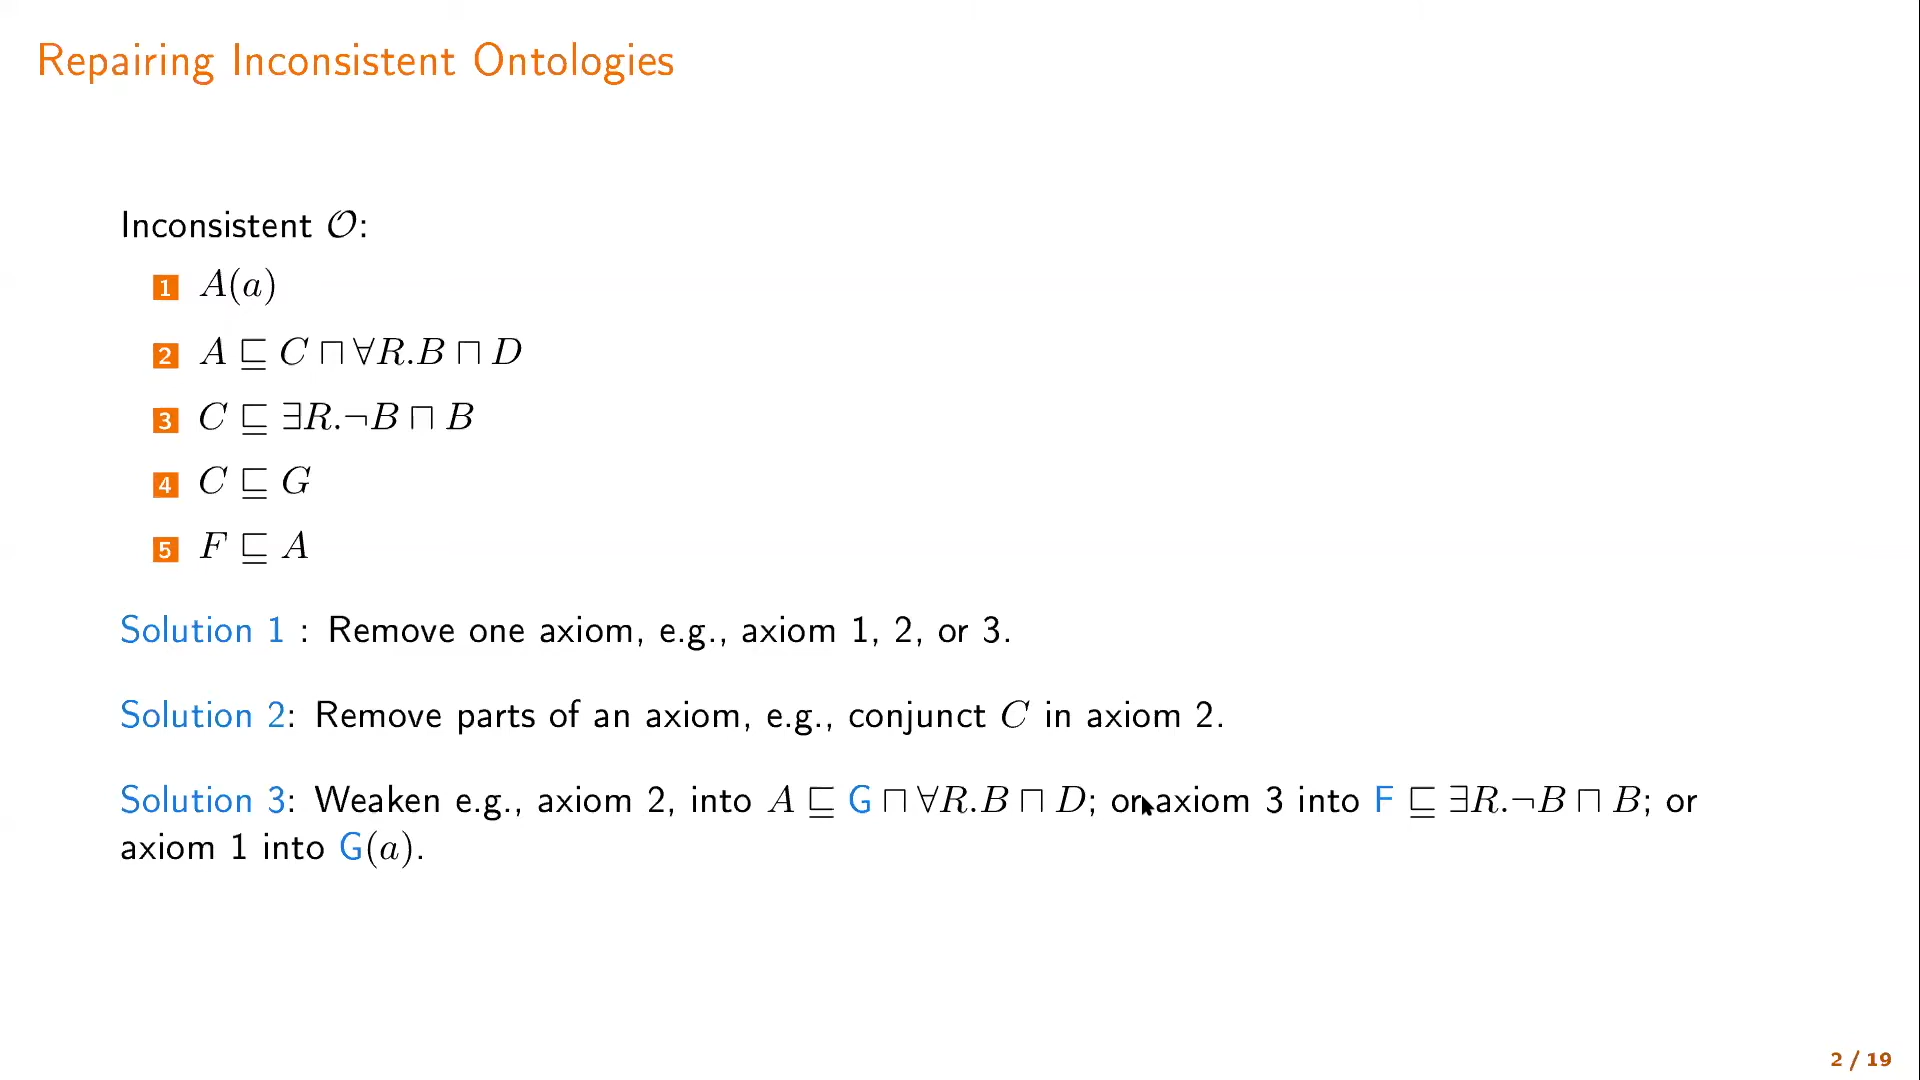 Repairing Inconsistent Ontologies
Inconsistent 𝒪:
1 A(a)
2 A ⊑ C ⊓ ∀R.B ⊓ D
3 C ⊑ ∃R.¬B ⊓ B
4 C ⊑ G
5 F ⊑ A
Solution 1 : Remove one axiom, e.g., axiom 1, 2, or 3.
Solution 2: Remove parts of an axiom, e.g., conjunct C in axiom 2.
Solution 3: Weaken e.g., axiom 2, into A ⊑ G ⊓ ∀R.B ⊓ D; or axiom 3 into F ⊑ ∃R.¬B ⊓ B; or
axiom 1 into G(a).
2 / 19